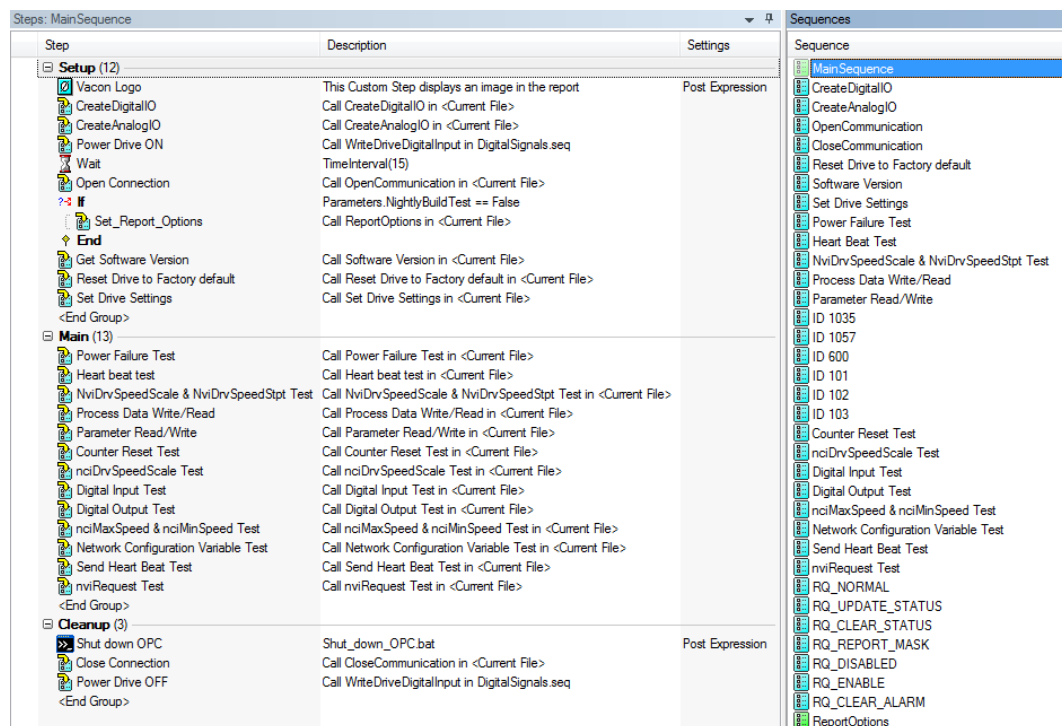 Steps: MainSequence
Step Description Settings
Setup (12)
Vacon Logo This Custom Step displays an image in the report Post Expression
CreateDigitalIO Call CreateDigitalIO in <Current File>
CreateAnalogIO Call CreateAnalogIO in <Current File>
Power Drive ON Call WriteDriveDigitalInput in DigitalSignals.seq
Wait TimeInterval(15)
Open Connection Call OpenCommunication in <Current File>
If Parameters.NightlyBuildTest == False
Set_Report_Options Call ReportOptions in <Current File>
End
Get Software Version Call Software Version in <Current File>
Reset Drive to Factory default Call Reset Drive to Factory default in <Current File>
Set Drive Settings Call Set Drive Settings in <Current File>
<End Group>
Main (13)
Power Failure Test Call Power Failure Test in <Current File>
Heart beat test Call Heart beat test in <Current File>
NviDrvSpeedScale & NviDrvSpeedStpt Test Call NviDrvSpeedScale & NviDrvSpeedStpt Test in <Current File>
Process Data Write/Read Call Process Data Write/Read in <Current File>
Parameter Read/Write Call Parameter Read/Write in <Current File>
Counter Reset Test Call Counter Reset Test in <Current File>
nciDrvSpeedScale Test Call nciDrvSpeedScale Test in <Current File>
Digital Input Test Call Digital Input Test in <Current File>
Digital Output Test Call Digital Output Test in <Current File>
nciMaxSpeed & nciMinSpeed Test Call nciMaxSpeed & nciMinSpeed Test in <Current File>
Network Configuration Variable Test Call Network Configuration Variable Test in <Current File>
Send Heart Beat Test Call Send Heart Beat Test in <Current File>
nviRequest Test Call nviRequest Test in <Current File>
<End Group>
Cleanup (3)
Shut down OPC Shut_down_OPC.bat Post Expression
Close Connection Call CloseCommunication in <Current File>
Power Drive OFF Call WriteDriveDigitalInput in DigitalSignals.seq
<End Group>
Sequences
Sequence
MainSequence
CreateDigitalIO
CreateAnalogIO
OpenCommunication
CloseCommunication
Reset Drive to Factory default
Software Version
Set Drive Settings
Power Failure Test
Heart Beat Test
NviDrvSpeedScale & NviDrvSpeedStpt Test
Process Data Write/Read
Parameter Read/Write
ID 1035
ID 1057
ID 600
ID 101
ID 102
ID 103
Counter Reset Test
nciDrvSpeedScale Test
Digital Input Test
Digital Output Test
nciMaxSpeed & nciMinSpeed Test
Network Configuration Variable Test
Send Heart Beat Test
nviRequest Test
RQ_NORMAL
RQ_UPDATE_STATUS
RQ_CLEAR_STATUS
RQ_REPORT_MASK
RQ_DISABLED
RQ_ENABLE
RQ_CLEAR_ALARM
ReportOptions